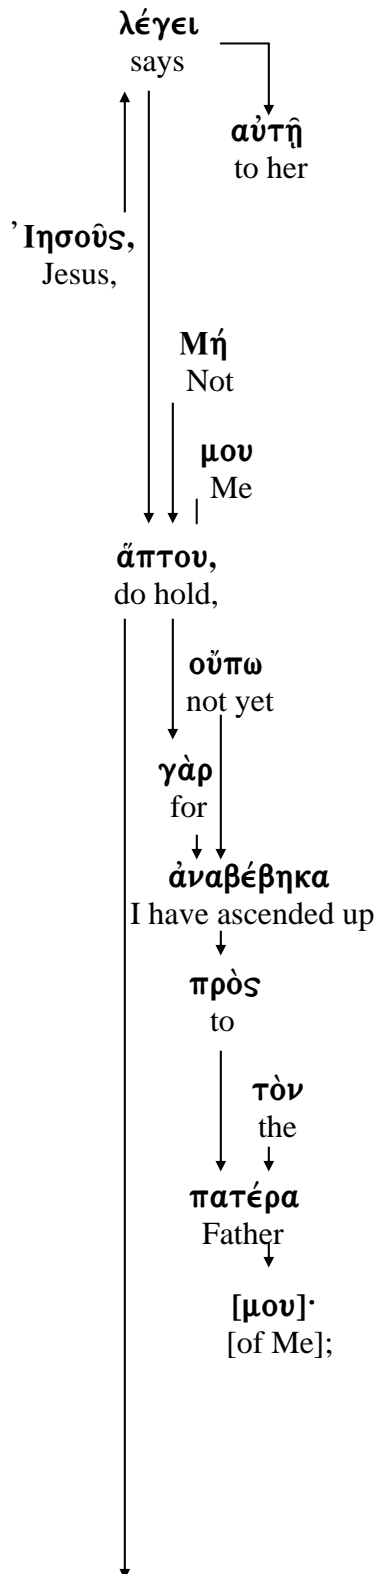 λέγει
says
αὐτῇ
to her
Ἰησοῦς,
Jesus,
Μή
Not
μου
Me
ἅπτου,
do hold,
οὔπω
not yet
γὰρ
for
ἀναβέβηκα
I have ascended up
πρὸς
to
τὸν
the
πατέρα
Father
[μου]·
[of Me];